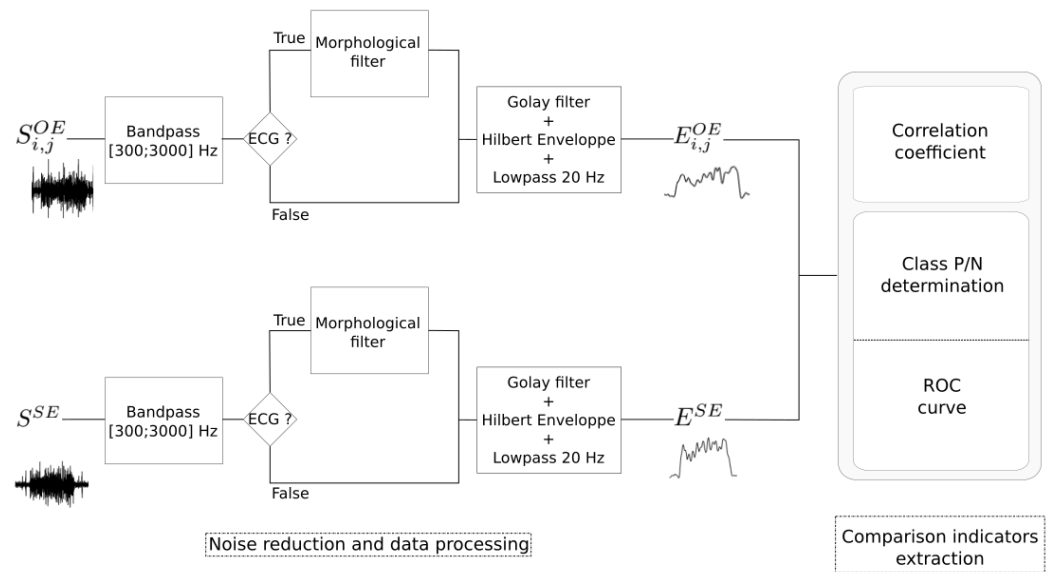 True
Morphological
filter
S_{i,j}^{OE}
Bandpass
[300;3000] Hz
ECG ?
False
Golay filter
+
Hilbert Enveloppe
+
Lowpass 20 Hz
E_{i,j}^{OE}
True
Morphological
filter
S^{SE}
Bandpass
[300;3000] Hz
ECG ?
False
Golay filter
+
Hilbert Enveloppe
+
Lowpass 20 Hz
E^{SE}
Correlation
coefficient
Class P/N
determination
ROC
curve
Noise reduction and data processing
Comparison indicators
extraction